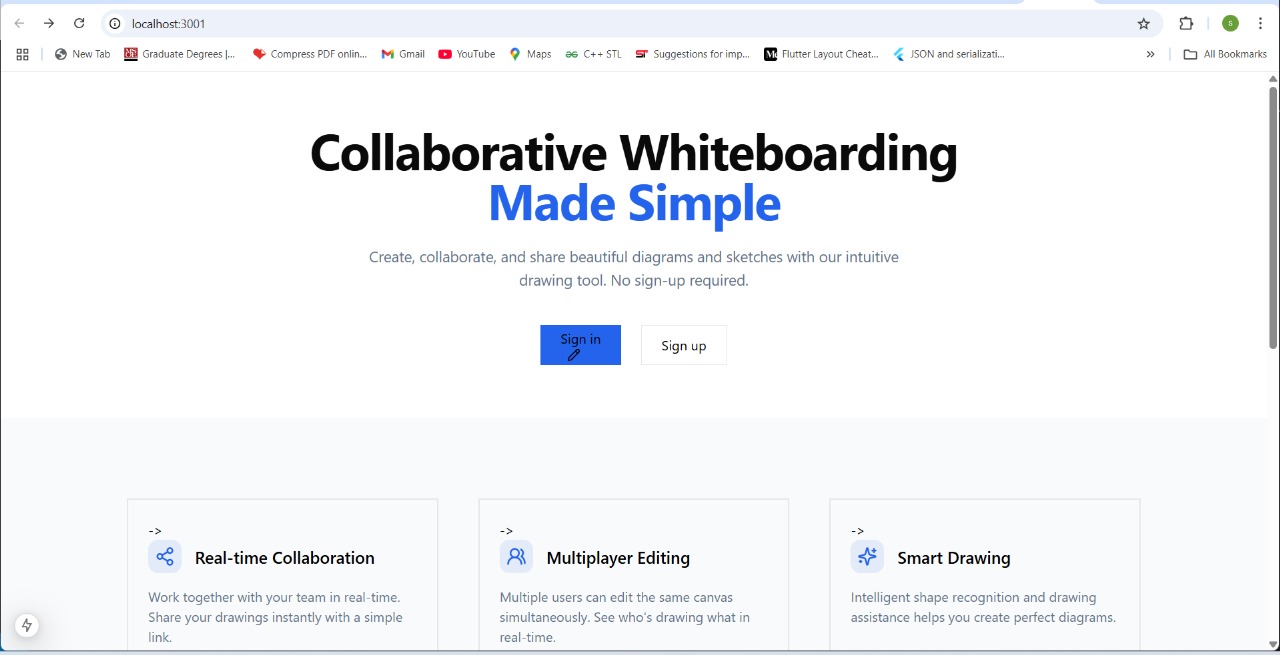 localhost:3001
S
New Tab
Graduate Degrees |...
Compress PDF onlin...
Gmail
YouTube
Maps
C++ STL
Suggestions for imp...
Flutter Layout Cheat...
JSON and serializati...
»
All Bookmarks
Collaborative Whiteboarding
Made Simple
Create, collaborate, and share beautiful diagrams and sketches with our intuitive
drawing tool. No sign-up required.
Sign in
Sign up
->
Real-time Collaboration
Work together with your team in real-time.
Share your drawings instantly with a simple
link.
->
Multiplayer Editing
Multiple users can edit the same canvas
simultaneously. See who's drawing what in
real-time.
->
Smart Drawing
Intelligent shape recognition and drawing
assistance helps you create perfect diagrams.